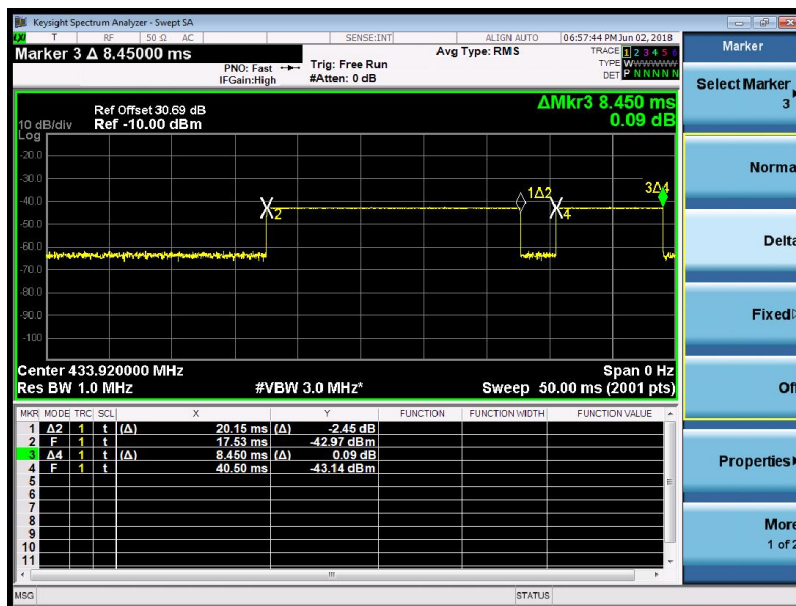 Keysight Spectrum Analyzer - Swept SA
LXI T RF 50 Ω AC SENSE:INT ALIGN AUTO 06:57:44 PM Jun 02, 2018
Marker 3 Δ 8.45000 ms
PNO: Fast
IFGain:High
Trig: Free Run
#Atten: 0 dB
Avg Type: RMS
TRACE 1 2 3 4 5 6
TYPE WWWWWW
DET P N N N N N
ΔMkr3 8.450 ms
0.09 dB
Ref Offset 30.69 dB
Ref -10.00 dBm
10 dB/div
Log
-20.0
-30.0
-40.0
-50.0
-60.0
-70.0
-80.0
-90.0
-100
2
1Δ2
4
3Δ4
Center 433.920000 MHz
Span 0 Hz
Res BW 1.0 MHz
#VBW 3.0 MHz*
Sweep 50.00 ms (2001 pts)
MKR MODE TRC SCL X Y FUNCTION FUNCTION WIDTH FUNCTION VALUE
1 Δ2 1 t (Δ) 20.15 ms (Δ) -2.45 dB
2 F 1 t 17.53 ms -42.97 dBm
3 Δ4 1 t (Δ) 8.450 ms (Δ) 0.09 dB
4 F 1 t 40.50 ms -43.14 dBm
5
6
7
8
9
10
11
MSG
STATUS
Marker
Select Marker
3
Norma
Delta
Fixed
Of
Properties
More
1 of 2